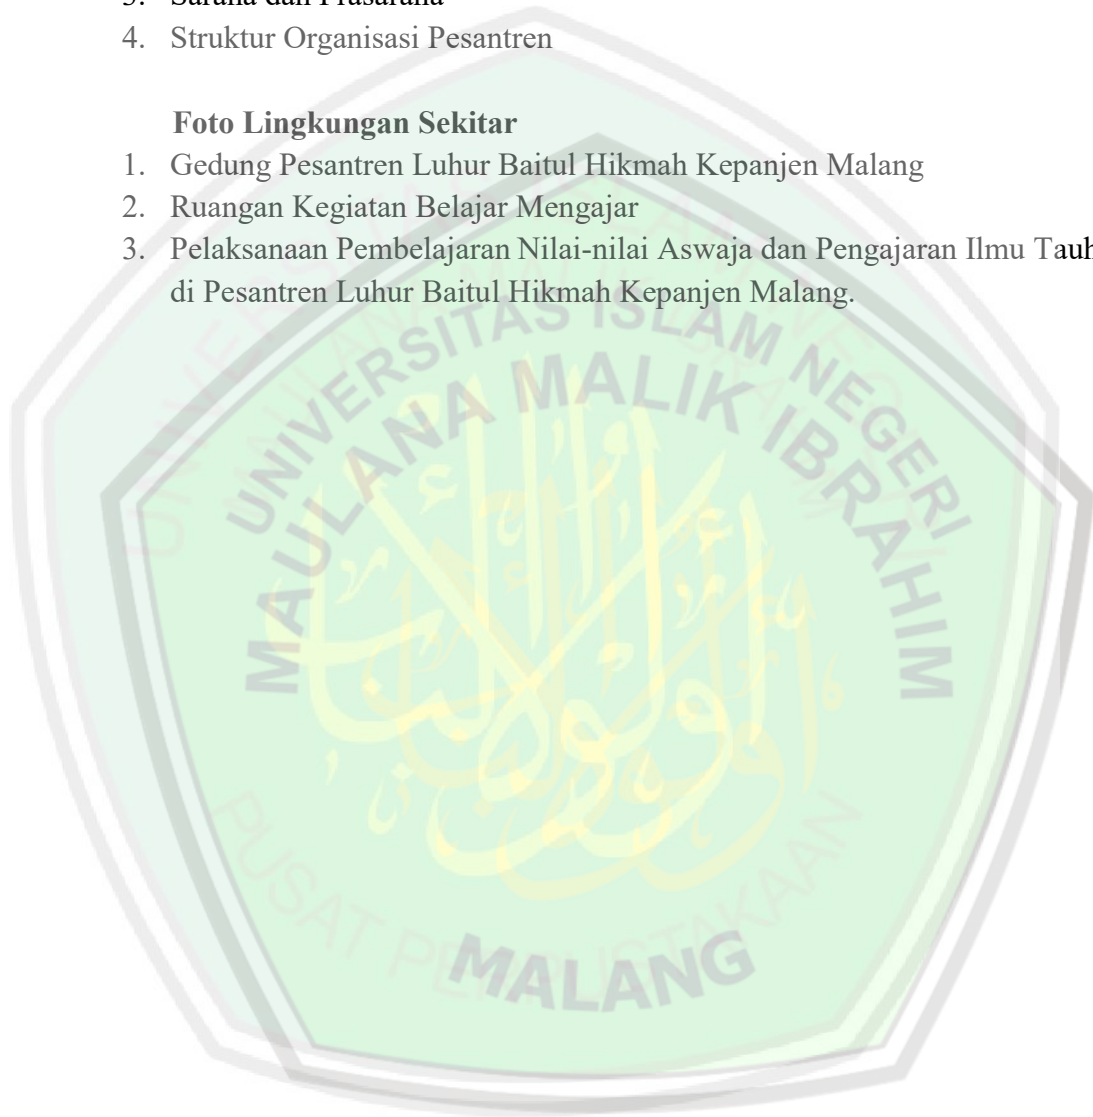 4. Struktur Organisasi Pesantren
Foto Lingkungan Sekitar
1. Gedung Pesantren Luhur Baitul Hikmah Kepanjen Malang
2. Ruangan Kegiatan Belajar Mengajar
3. Pelaksanaan Pembelajaran Nilai-nilai Aswaja dan Pengajaran Ilmu Tauh
di Pesantren Luhur Baitul Hikmah Kepanjen Malang.
UNIVERSITAS ISLAM NEGERI
MAULANA MALIK IBRAHIM
PUSAT PERPUSTAKAAN
MALANG